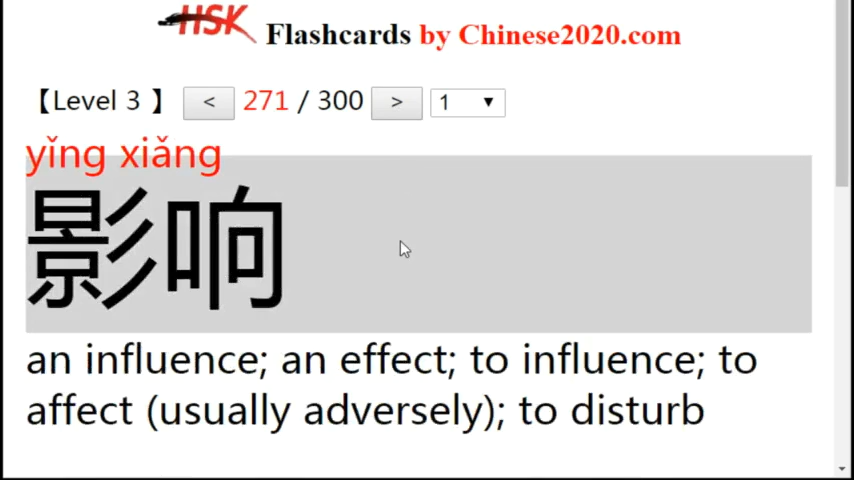 HSK Flashcards by Chinese2020.com
【Level 3 】 < 271 / 300 > 1 ▼
yǐng xiǎng
影响
an influence; an effect; to influence; to
affect (usually adversely); to disturb